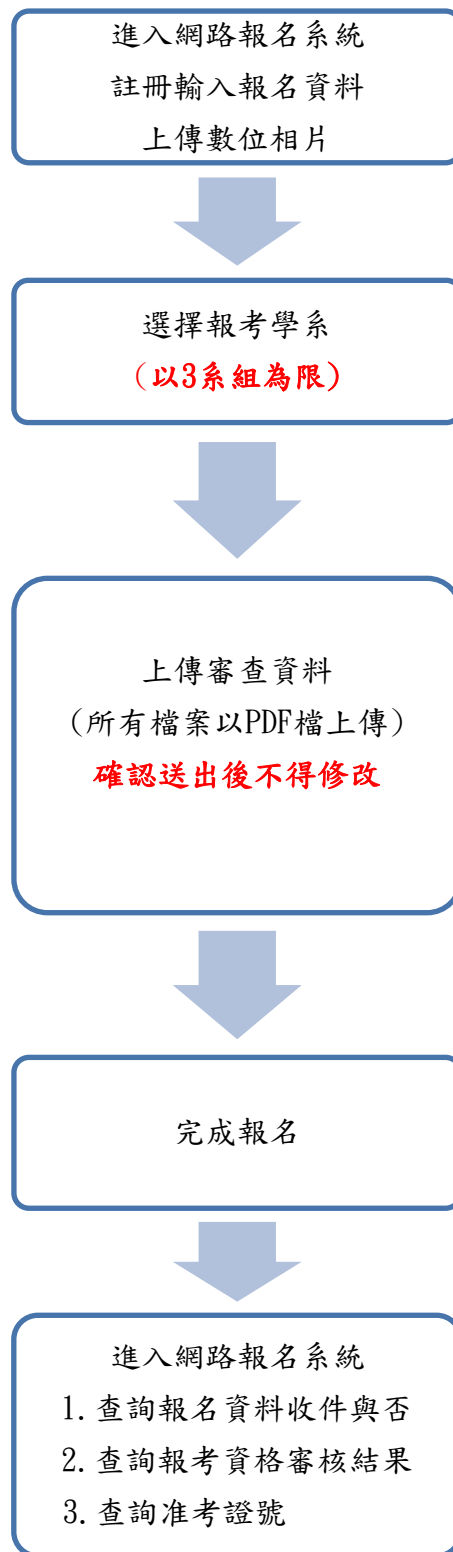 進入網路報名系統
註冊輸入報名資料
上傳數位相片
選擇報考學系
(以3系組為限)
上傳審查資料
(所有檔案以PDF檔上傳)
確認送出後不得修改
完成報名
進入網路報名系統
1.查詢報名資料收件與否
2.查詢報考資格審核結果
3.查詢准考證號